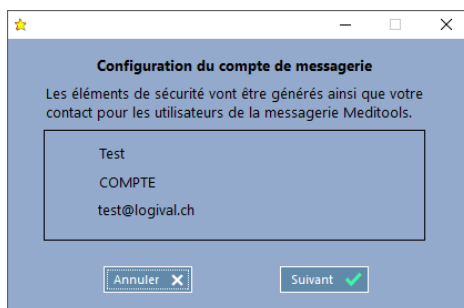 Configuration du compte de messagerie
Les éléments de sécurité vont être générés ainsi que votre
contact pour les utilisateurs de la messagerie Meditools.
Test
COMPTE
test@logival.ch
Annuler
Suivant